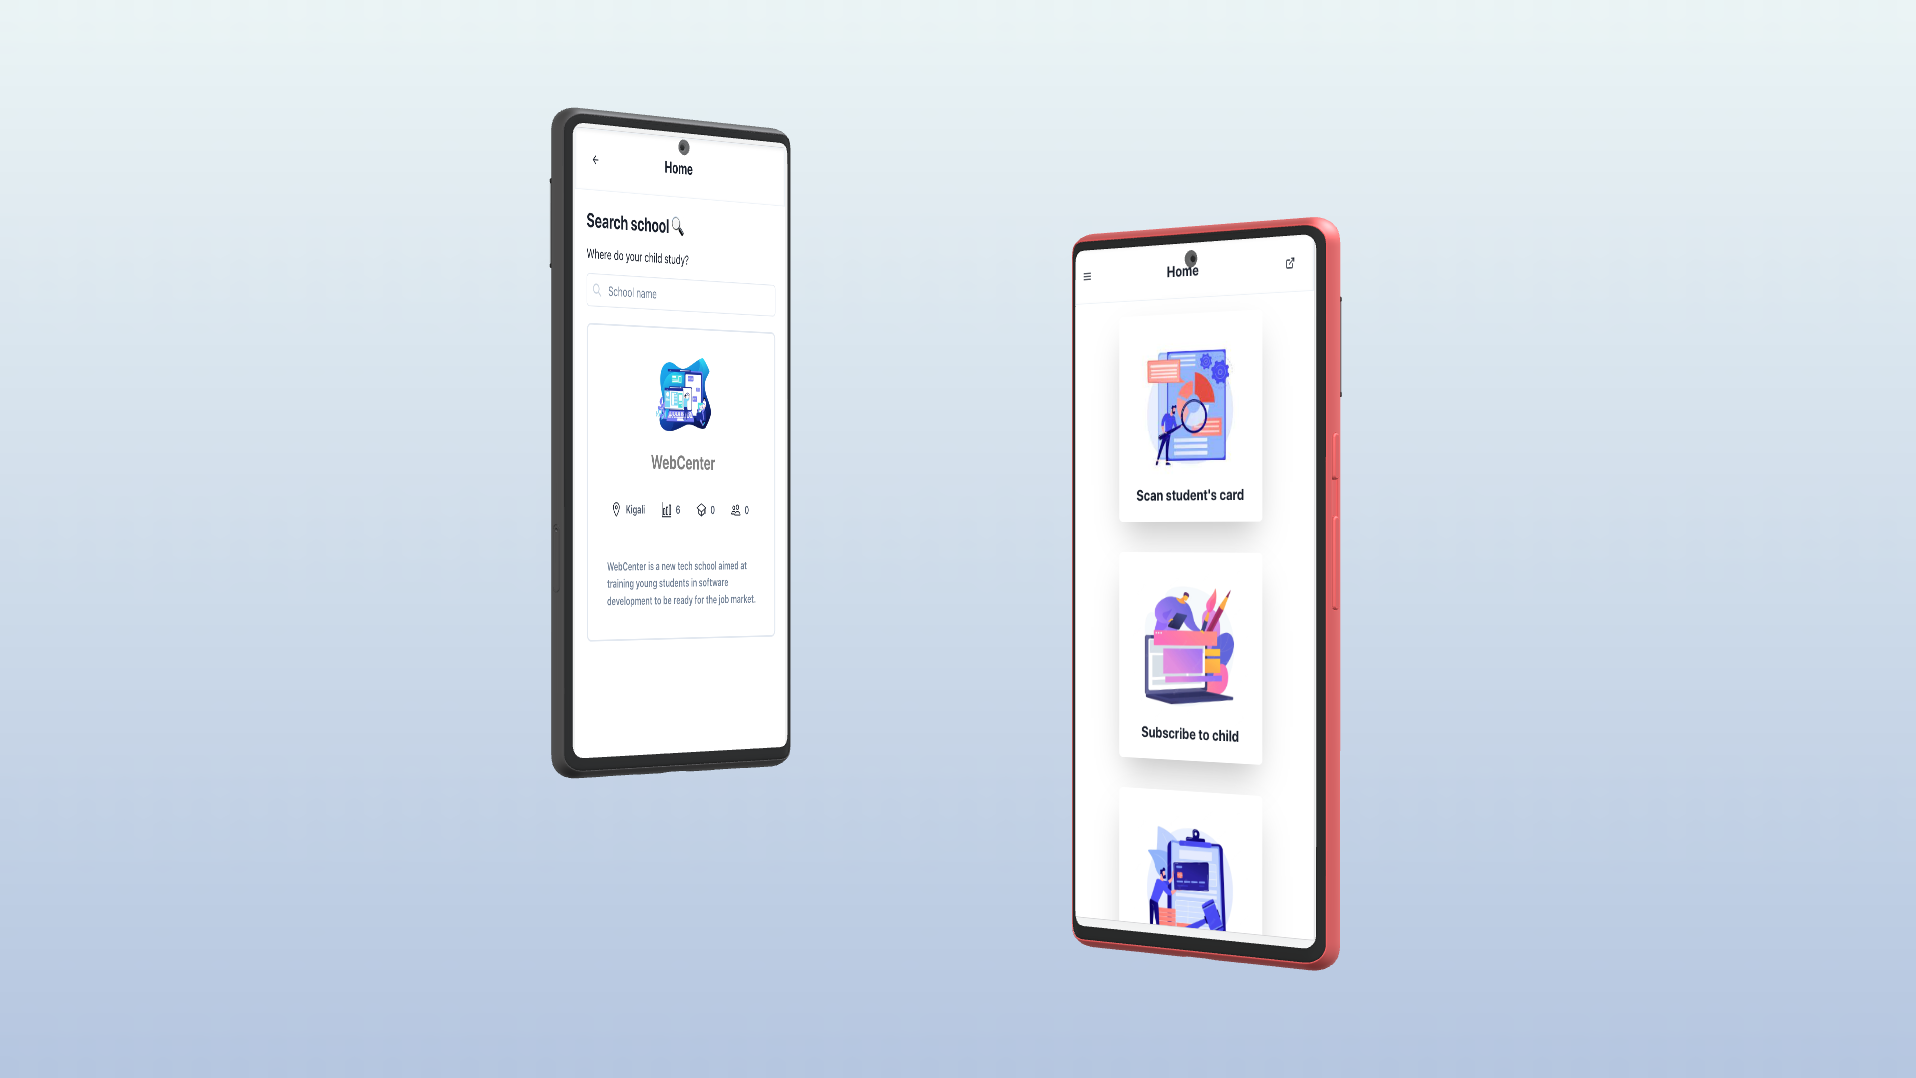 Home
Search school
Where do your child study?
School name
WebCenter
Kigali 6 0 0
WebCenter is a new tech school aimed at
training young students in software
development to be ready for the job market.
Home
Scan student's card
Subscribe to child